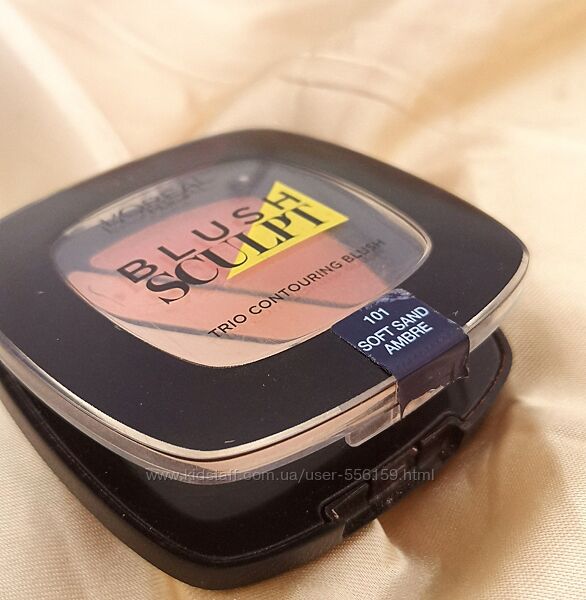 L'ORÉAL
BLUSH
SCULPT
TRIO CONTOURING BLUSH
101
SOFT SAND
AMBRE
www.kidstaff.com.ua/user-556159.html